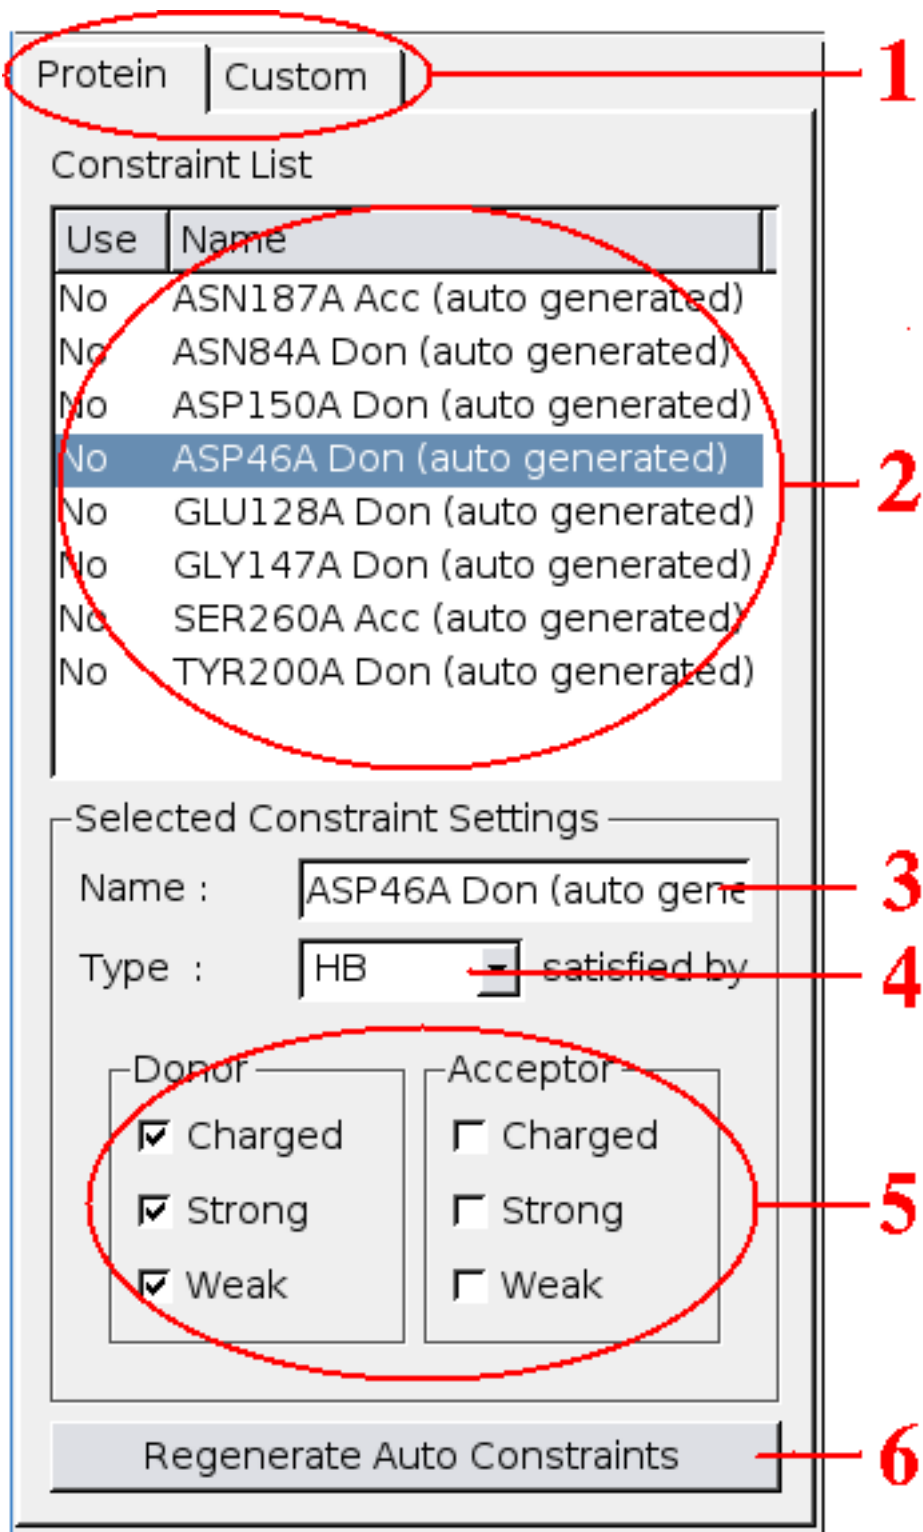 Protein Custom 1
Constraint List
Use Name
No ASN187A Acc (auto generated)
No ASN84A Don (auto generated)
No ASP150A Don (auto generated)
No ASP46A Don (auto generated) 2
No GLU128A Don (auto generated)
No GLY147A Don (auto generated)
No SER260A Acc (auto generated)
No TYR200A Don (auto generated)
Selected Constraint Settings
Name : ASP46A Don (auto gene 3
Type : HB satisfied by 4
Donor Acceptor
Charged Charged
Strong Strong 5
Weak Weak
Regenerate Auto Constraints 6